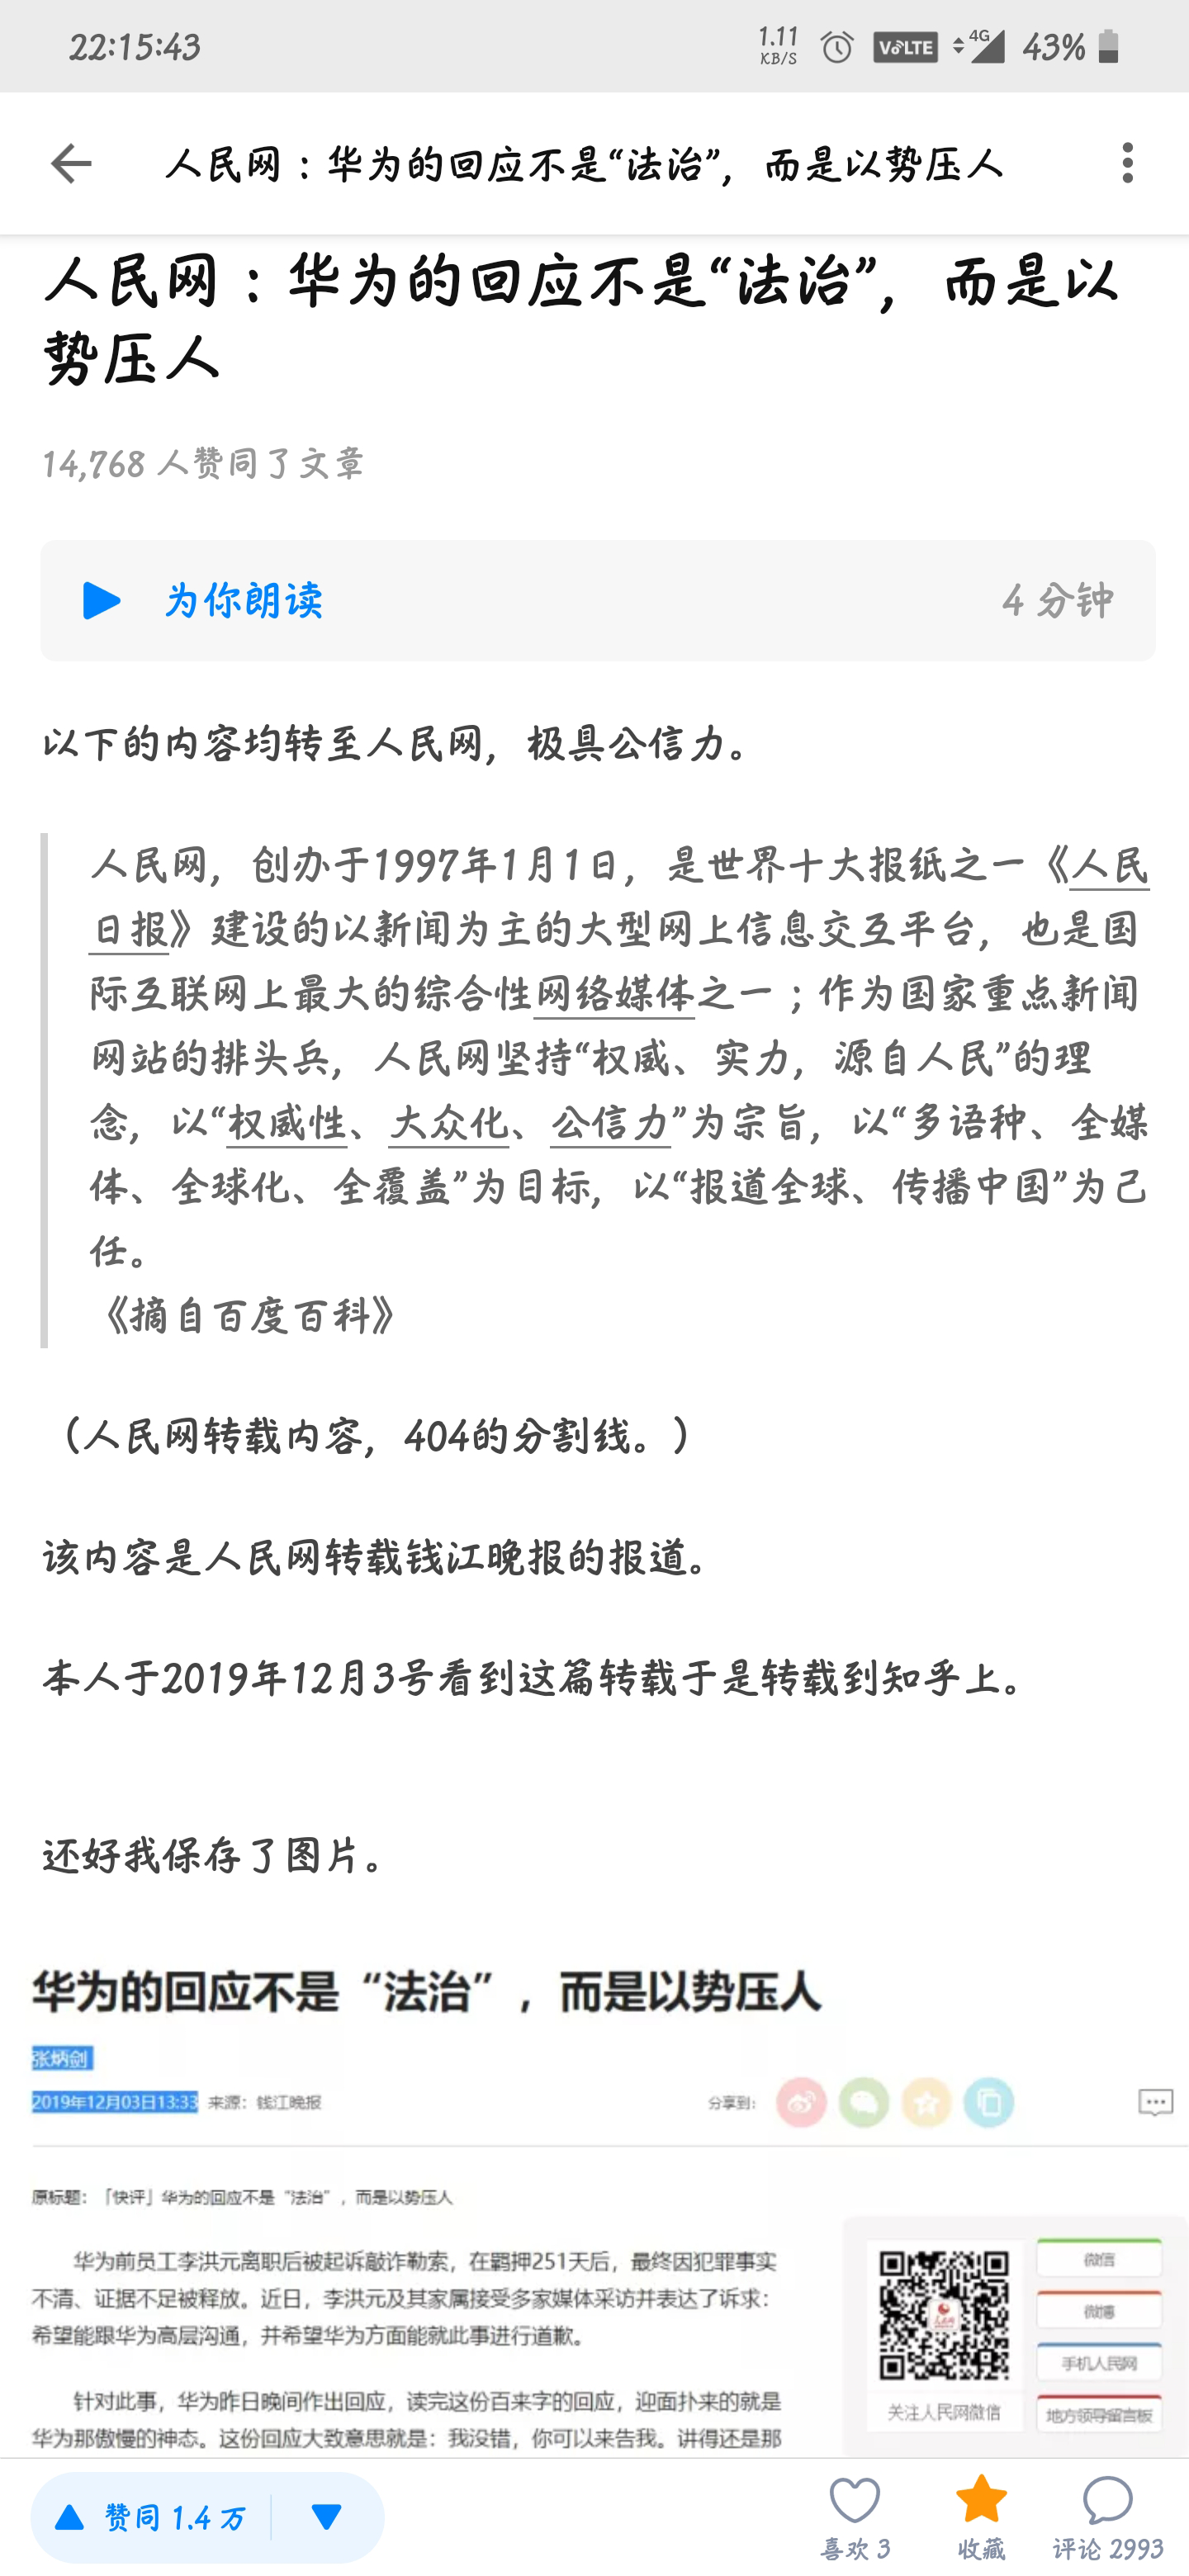 22:15:43
1.11
KB/S
VoLTE
4G
43%
人民网：华为的回应不是“法治”，而是以势压人
人民网：华为的回应不是“法治”，而是以
势压人
14,768 人赞同了文章
为你朗读
4 分钟
以下的内容均转至人民网，极具公信力。
人民网，创办于1997年1月1日，是世界十大报纸之一《人民
日报》建设的以新闻为主的大型网上信息交互平台，也是国
际互联网上最大的综合性网络媒体之一；作为国家重点新闻
网站的排头兵，人民网坚持“权威、实力，源自人民”的理
念，以“权威性、大众化、公信力”为宗旨，以“多语种、全媒
体、全球化、全覆盖”为目标，以“报道全球、传播中国”为己
任。
《摘自百度百科》
（人民网转载内容，404的分割线。）
该内容是人民网转载钱江晚报的报道。
本人于2019年12月3号看到这篇转载于是转载到知乎上。
还好我保存了图片。
华为的回应不是“法治”，而是以势压人
张炳剑
2019年12月03日13:33 来源：钱江晚报
分享到：
原标题：「快评」华为的回应不是“法治”，而是以势压人
华为前员工李洪元离职后被起诉敲诈勒索，在羁押251天后，最终因犯罪事实
不清、证据不足被释放。近日，李洪元及其家属接受多家媒体采访并表达了诉求：
希望能跟华为高层沟通，并希望华为方面能就此事进行道歉。
针对此事，华为昨日晚间作出回应，读完这份百来字的回应，迎面扑来的就是
华为那傲慢的神态。这份回应大致意思就是：我没错，你可以来告我。讲得还是那
微信
微博
手机人民网
地方领导留言板
关注人民网微信
赞同 1.4 万
喜欢 3
收藏
评论 2993